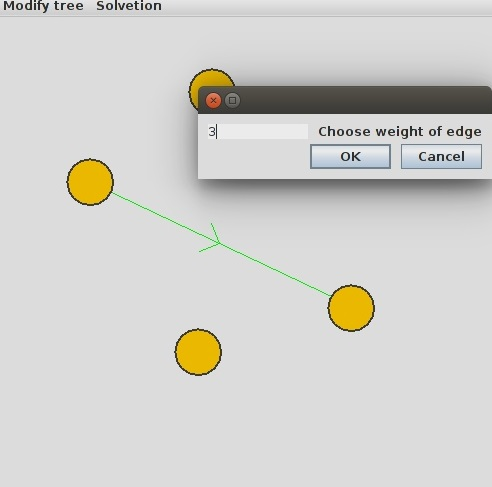 Modify tree Solvetion
3 Choose weight of edge
OK Cancel